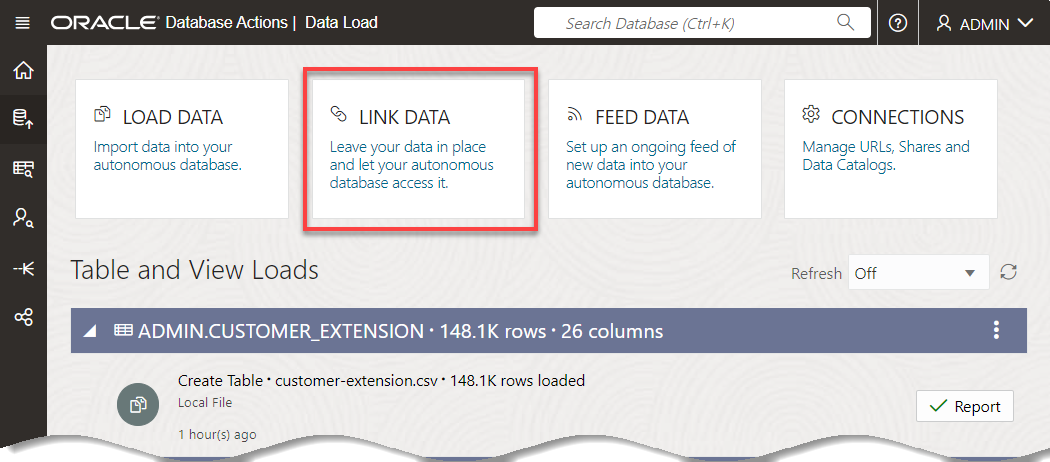 ORACLE Database Actions | Data Load
Search Database (Ctrl+K)
ADMIN
LOAD DATA
Import data into your
autonomous database.
LINK DATA
Leave your data in place
and let your autonomous
database access it.
FEED DATA
Set up an ongoing feed of
new data into your
autonomous database.
CONNECTIONS
Manage URLs, Shares and
Data Catalogs.
Table and View Loads
Refresh Off
ADMIN.CUSTOMER_EXTENSION • 148.1K rows • 26 columns
Create Table • customer-extension.csv • 148.1K rows loaded
Local File
Report
1 hour(s) ago